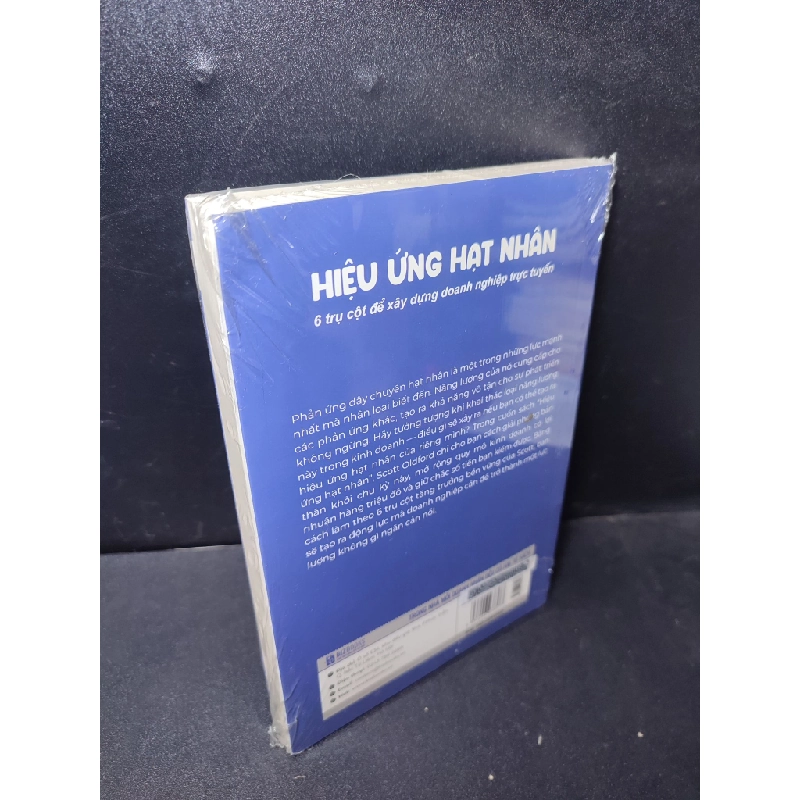 HIỆU ỨNG HẠT NHÂN
6 trụ cột để xây dựng doanh nghiệp trực tuyến
Phản ứng dây chuyền hạt nhân là một trong những lực mạnh
nhất mà nhân loại biết đến. Năng lượng của nó cung cấp cho
các phản ứng khác, tạo ra khả năng vô tận cho sự phát triển
không ngừng. Hãy tưởng tượng khi khai thác loại năng lượng
này trong kinh doanh — điều gì sẽ xảy ra nếu bạn có thể tạo ra
hiệu ứng hạt nhân của riêng mình? Trong cuốn sách "Hiệu
ứng hạt nhân", Scott Oldford chỉ cho bạn cách giải phóng bản
thân khỏi chu kỳ này, mở rộng quy mô kinh doanh có lợi
nhuận hàng triệu đô và giữ chắc số tiền bạn kiếm được. Bằng
cách làm theo 6 trụ cột tăng trưởng bền vững của Scott, bạn
sẽ tạo ra động lực mà doanh nghiệp cần để trở thành một lực
lượng không gì ngăn cản nổi.